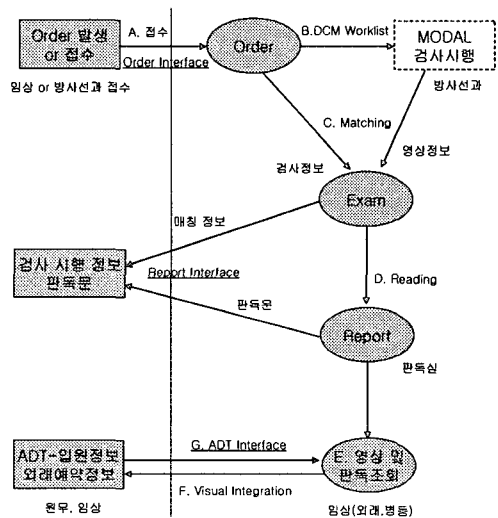 Order 발생
or 접수
A. 접수
Order Interface
임상 or 방사선과 접수
Order
B.DCM Worklist
MODAL
검사시행
방사선과
C. Matching
검사정보
영상정보
Exam
매칭 정보
검사 시행 정보
판독문
Report Interface
D. Reading
판독문
Report
판독실
ADT-입원정보
외래예약정보
원무, 임상
G. ADT Interface
F. Visual Integration
E. 영상 및
판독조회
임상(외래,병동)